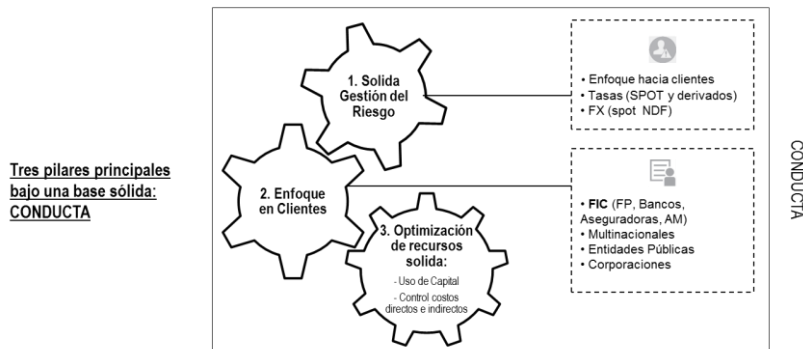 Tres pilares principales
bajo una base sólida:
CONDUCTA
1. Solida
Gestión del
Riesgo
• Enfoque hacia clientes
• Tasas (SPOT y derivados)
• FX (spot NDF)
2. Enfoque
en Clientes
• FIC (FP, Bancos,
Aseguradoras, AM)
• Multinacionales
• Entidades Públicas
• Corporaciones
3. Optimización
de recursos
solida:
- Uso de Capital
- Control costos
directos e indirectos
CONDUCTA